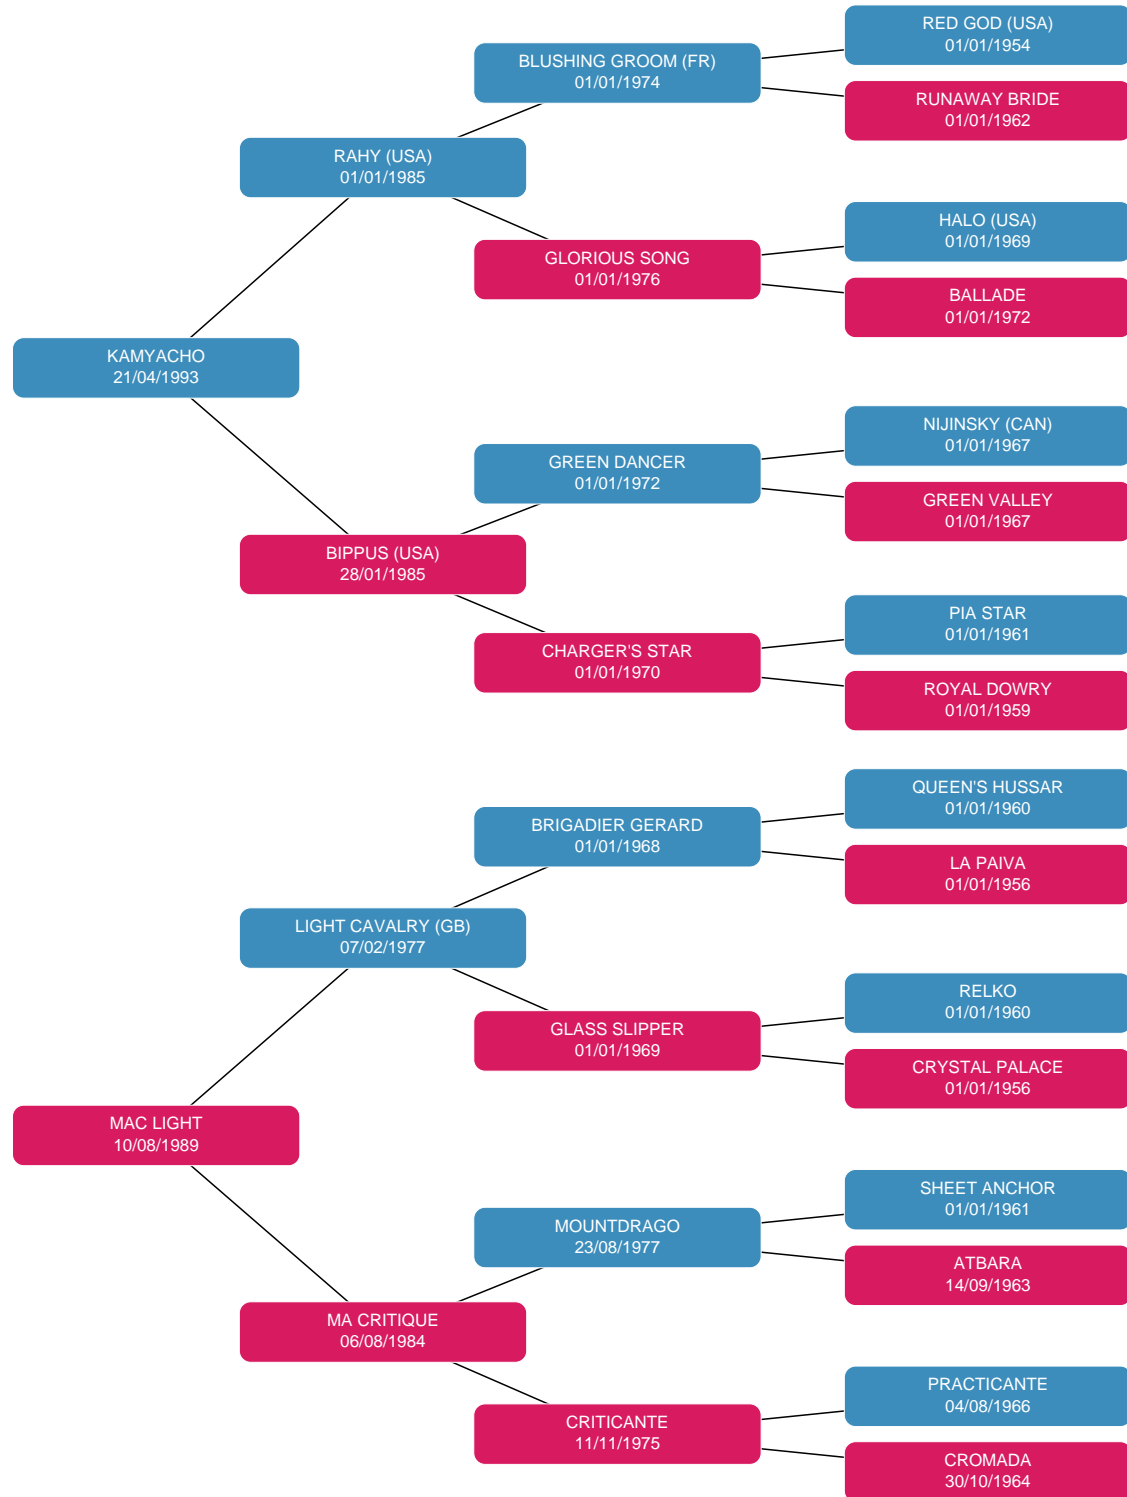 RED GOD (USA)
01/01/1954
BLUSHING GROOM (FR)
01/01/1974
RUNAWAY BRIDE
01/01/1962
RAHY (USA)
01/01/1985
HALO (USA)
01/01/1969
GLORIOUS SONG
01/01/1976
BALLADE
01/01/1972
KAMYACHO
21/04/1993
NIJINSKY (CAN)
01/01/1967
GREEN DANCER
01/01/1972
GREEN VALLEY
01/01/1967
BIPPUS (USA)
28/01/1985
PIA STAR
01/01/1961
CHARGER'S STAR
01/01/1970
ROYAL DOWRY
01/01/1959
QUEEN'S HUSSAR
01/01/1960
BRIGADIER GERARD
01/01/1968
LA PAIVA
01/01/1956
LIGHT CAVALRY (GB)
07/02/1977
RELKO
01/01/1960
GLASS SLIPPER
01/01/1969
CRYSTAL PALACE
01/01/1956
MAC LIGHT
10/08/1989
SHEET ANCHOR
01/01/1961
MOUNTDRAGO
23/08/1977
ATBARA
14/09/1963
MA CRITIQUE
06/08/1984
PRACTICANTE
04/08/1966
CRITICANTE
11/11/1975
CROMADA
30/10/1964